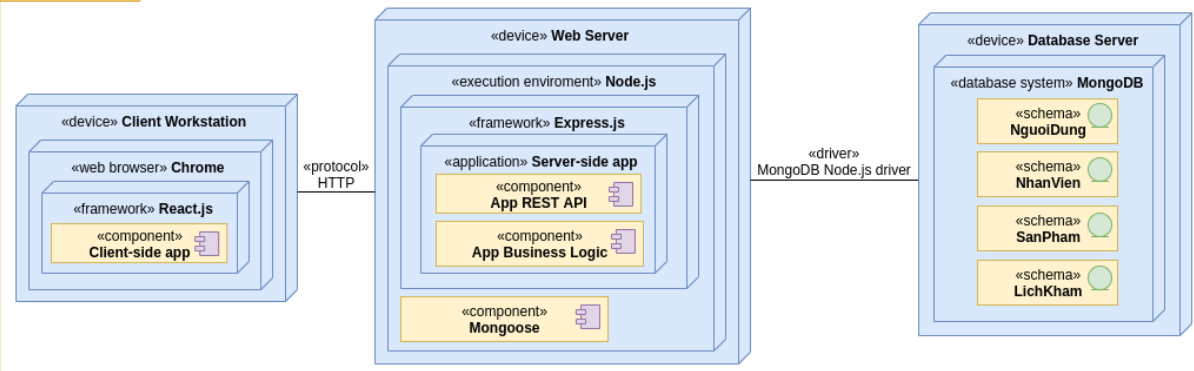 «device» Client Workstation
«web browser» Chrome
«framework» React.js
«component»
Client-side app
«protocol»
HTTP
«device» Web Server
«execution enviroment» Node.js
«framework» Express.js
«application» Server-side app
«component»
App REST API
«component»
App Business Logic
«component»
Mongoose
«driver»
MongoDB Node.js driver
«device» Database Server
«database system» MongoDB
«schema»
NguoiDung
«schema»
NhanVien
«schema»
SanPham
«schema»
LichKham